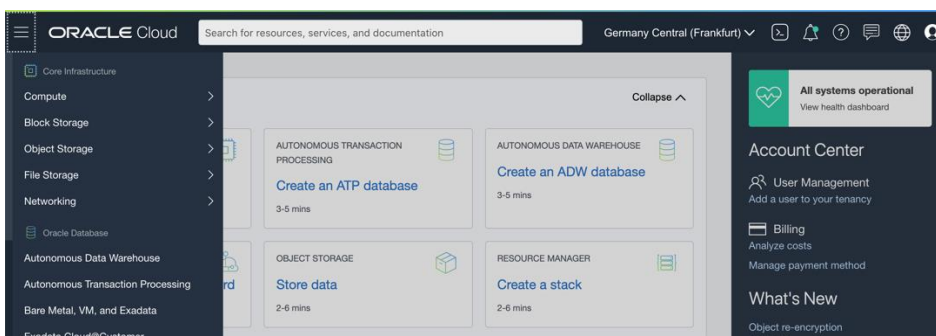 ORACLE Cloud
Search for resources, services, and documentation
Germany Central (Frankfurt)
Core Infrastructure
Compute
Block Storage
Object Storage
File Storage
Networking
Oracle Database
Autonomous Data Warehouse
Autonomous Transaction Processing
Bare Metal, VM, and Exadata
Exadata Cloud@Customer
Collapse
AUTONOMOUS TRANSACTION
PROCESSING
Create an ATP database
3-5 mins
AUTONOMOUS DATA WAREHOUSE
Create an ADW database
3-5 mins
rd
OBJECT STORAGE
Store data
2-6 mins
RESOURCE MANAGER
Create a stack
2-6 mins
All systems operational
View health dashboard
Account Center
User Management
Add a user to your tenancy
Billing
Analyze costs
Manage payment method
What's New
Object re-encryption